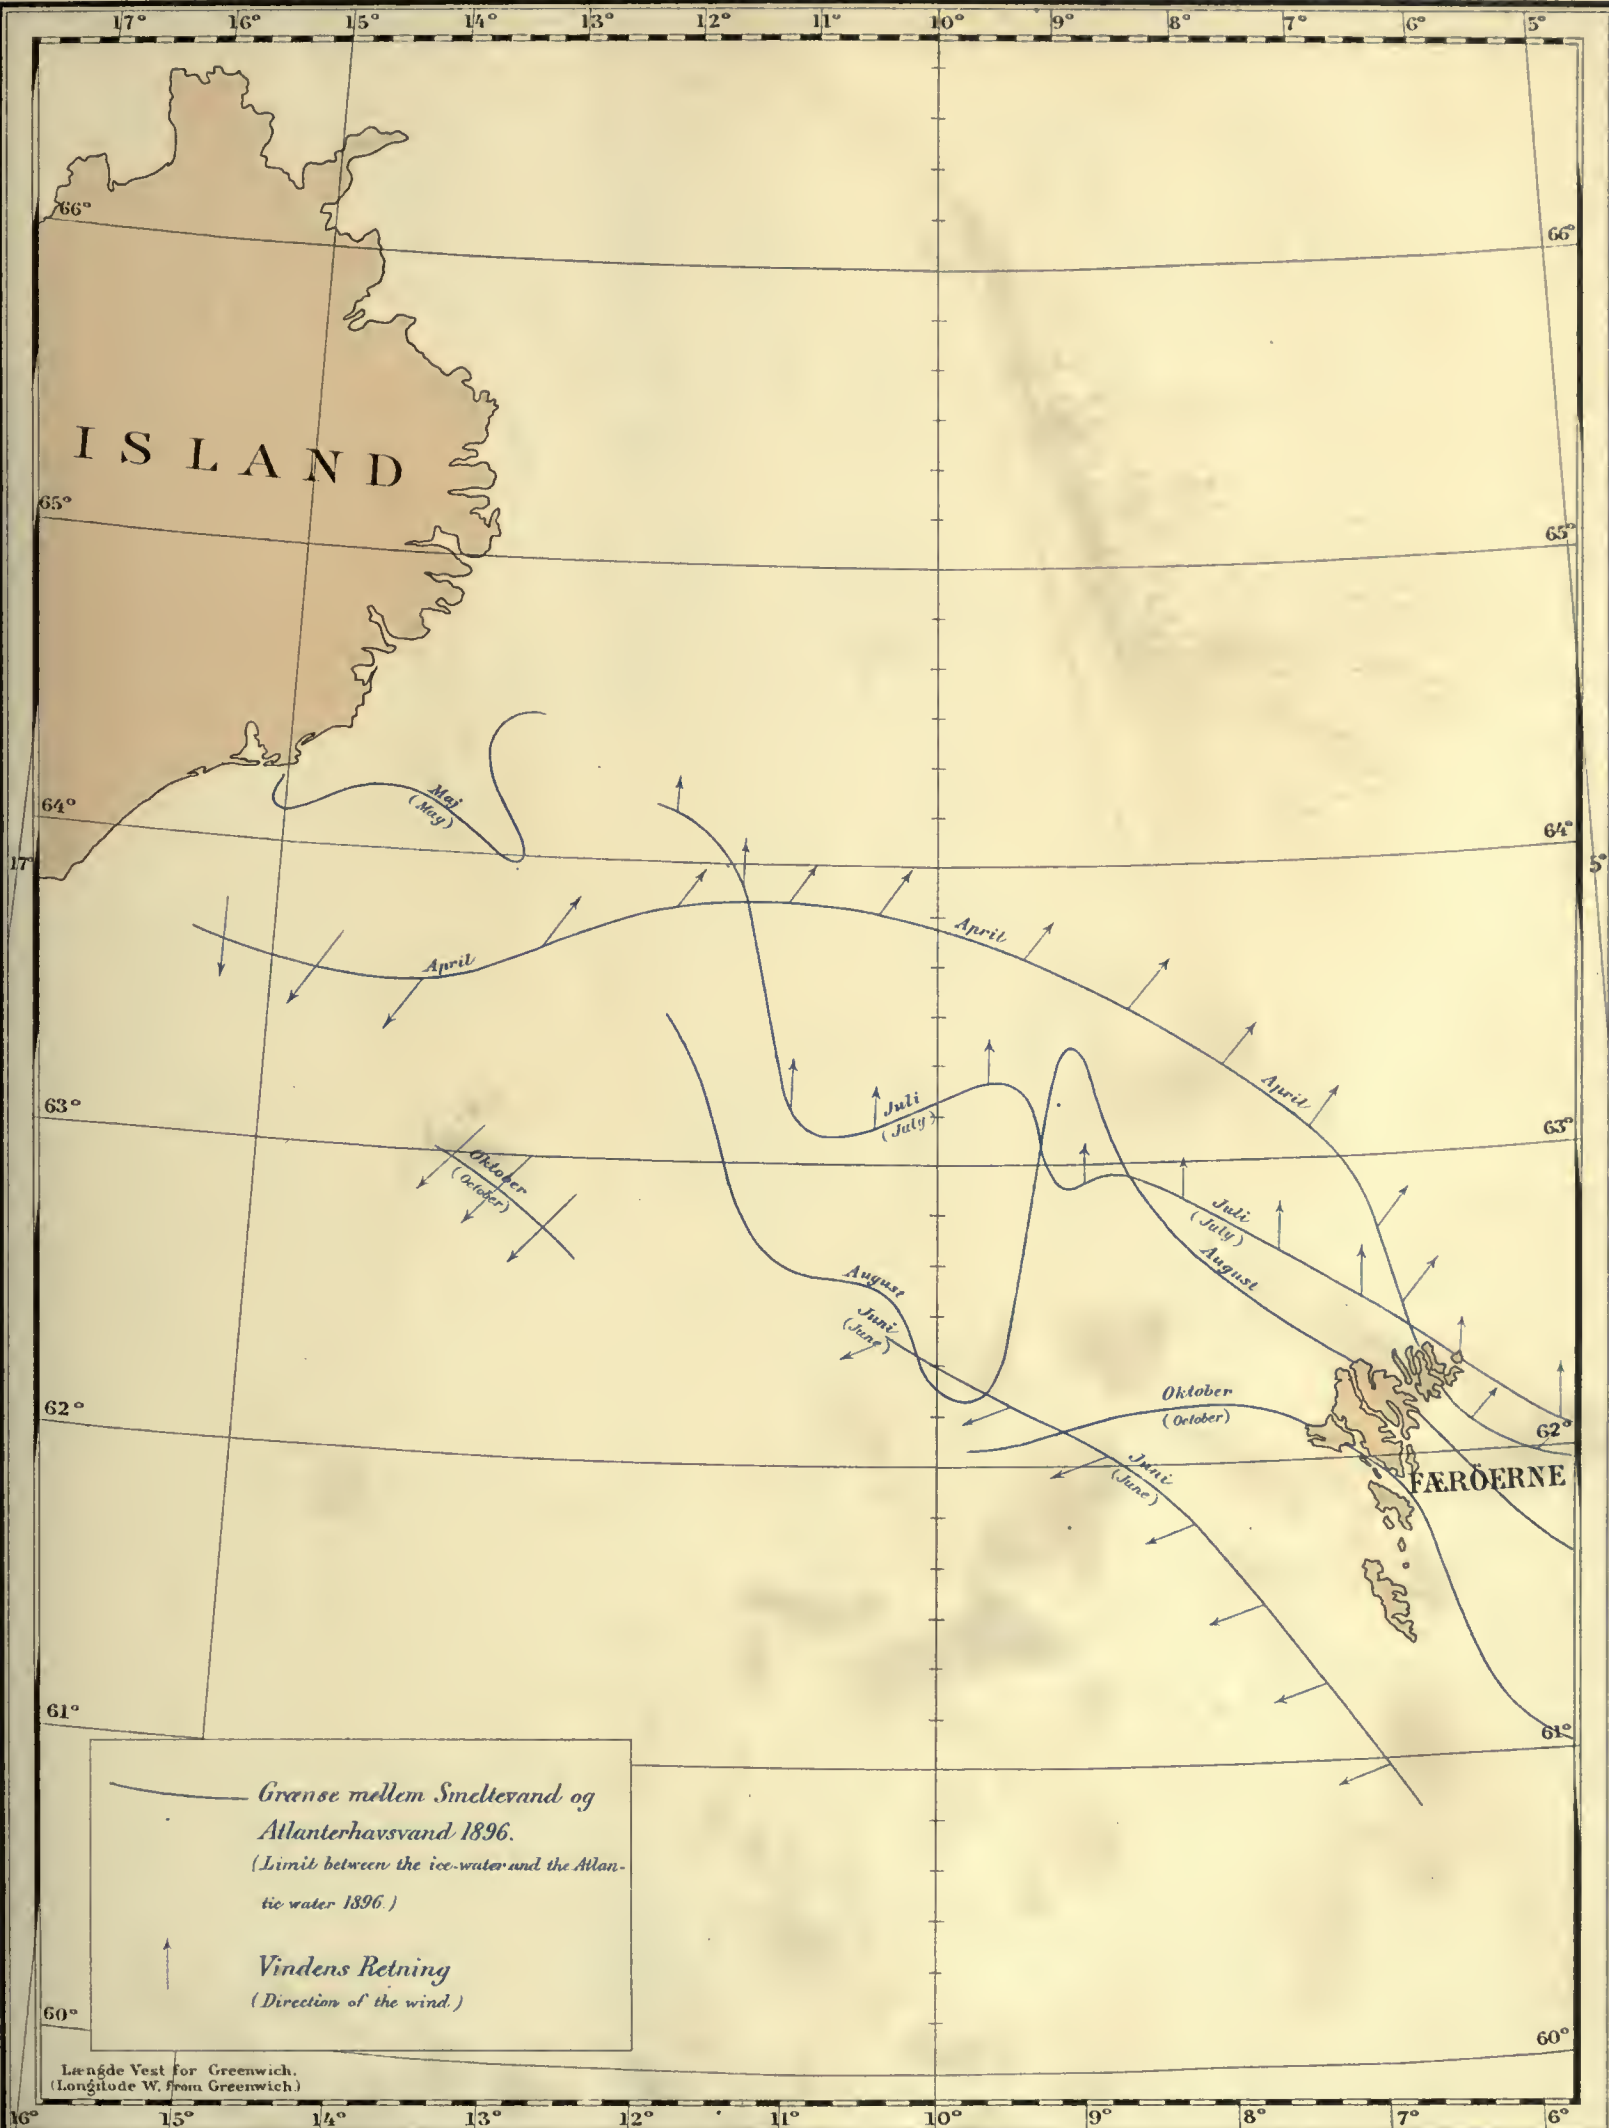 17° 16° 15° 14° 13° 12° 11° 10° 9° 8° 7° 6° 5°
66° 66°
ISLAND
65° 65°
Maj
(May)
64° 64°
17° 5°
April
April
April
63° 63°
Juli
(July)
Oktober
(October)
Juli
(July)
August
August
Juni
(June)
Oktober
(October)
62° 62°
Juni
(June)
FÆRÖERNE
61° 61°
Grænse mellem Smeltevand og
Atlanterhavsvand 1896.
(Limit between the ice-water and the Atlan-
tic water 1896.)
Vindens Retning
(Direction of the wind.)
60° 60°
Længde Vest for Greenwich.
(Longitude W. from Greenwich.)
16° 15° 14° 13° 12° 11° 10° 9° 8° 7° 6°